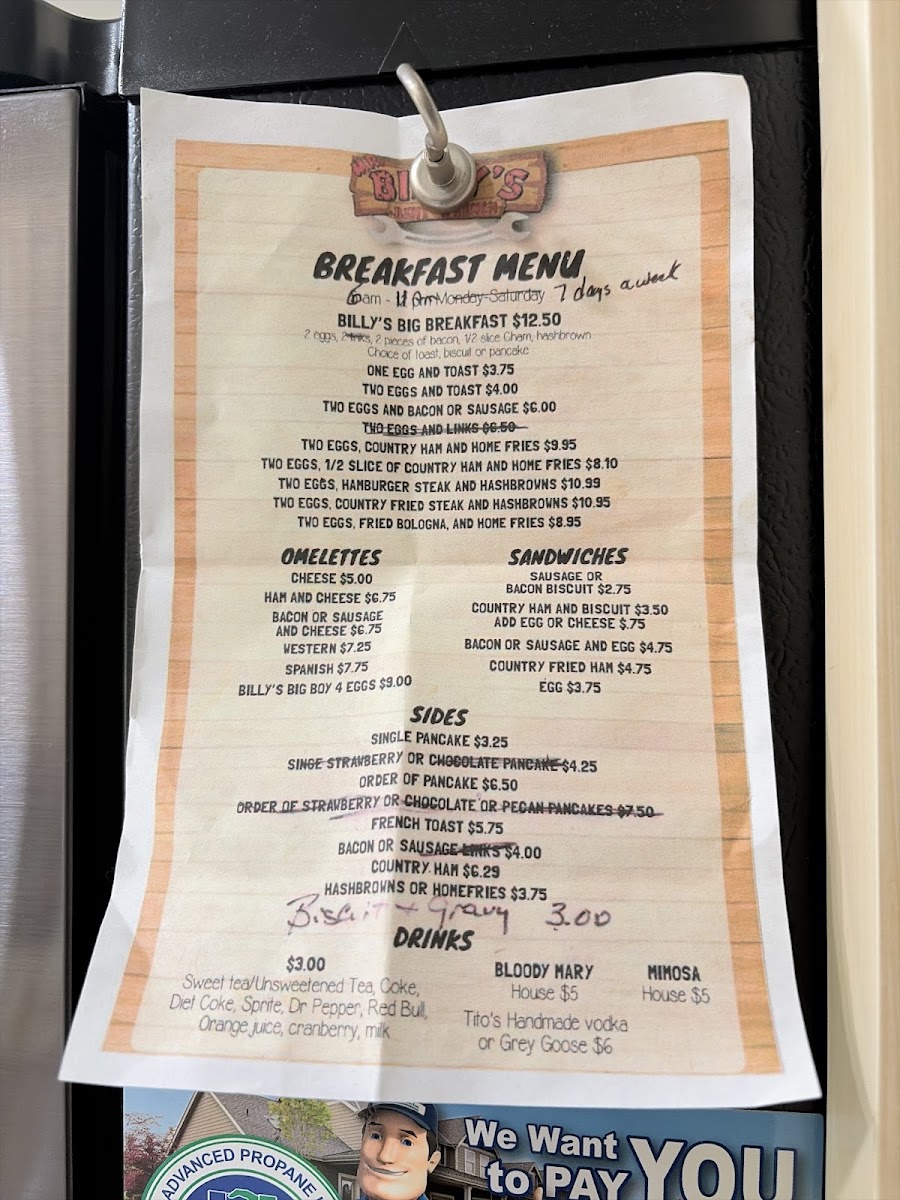 BREAKFAST MENU
6am - 11 am Monday-Saturday 7 days a week
BILLY'S BIG BREAKFAST $12.50
2 eggs, 2 links, 2 pieces of bacon, 1/2 slice Cham, hashbrown
Choice of toast, biscuit or pancake
ONE EGG AND TOAST $3.75
TWO EGGS AND TOAST $4.00
TWO EGGS AND BACON OR SAUSAGE $6.00
TWO EGGS AND LINKS $6.50
TWO EGGS, COUNTRY HAM AND HOME FRIES $9.95
TWO EGGS, 1/2 SLICE OF COUNTRY HAM AND HOME FRIES $8.10
TWO EGGS, HAMBURGER STEAK AND HASHBROWNS $10.99
TWO EGGS, COUNTRY FRIED STEAK AND HASHBROWNS $10.95
TWO EGGS, FRIED BOLOGNA, AND HOME FRIES $8.95
OMELETTES
CHEESE $5.00
HAM AND CHEESE $6.75
BACON OR SAUSAGE
AND CHEESE $6.75
WESTERN $7.25
SPANISH $7.75
BILLY'S BIG BOY 4 EGGS $9.00
SANDWICHES
SAUSAGE OR
BACON BISCUIT $2.75
COUNTRY HAM AND BISCUIT $3.50
ADD EGG OR CHEESE $.75
BACON OR SAUSAGE AND EGG $4.75
COUNTRY FRIED HAM $4.75
EGG $3.75
SIDES
SINGLE PANCAKE $3.25
SINGE STRAWBERRY OR CHOCOLATE PANCAKE $4.25
ORDER OF PANCAKE $6.50
ORDER OF STRAWBERRY OR CHOCOLATE OR PECAN PANCAKES $7.50
FRENCH TOAST $5.75
BACON OR SAUSAGE LINKS $4.00
COUNTRY HAM $6.29
HASHBROWNS OR HOMEFRIES $3.75
Biscuit + Gravy 3.00
DRINKS
$3.00
Sweet tea/Unsweetened Tea, Coke,
Diet Coke, Sprite, Dr Pepper, Red Bull,
Orange juice, cranberry, milk
BLOODY MARY
House $5
MIMOSA
House $5
Tito's Handmade vodka
or Grey Goose $6
We Want
to PAY YOU
ADVANCED PROPANE